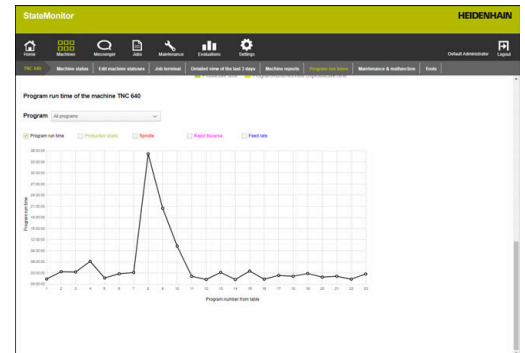 StateMonitor
HEIDENHAIN
Home
Machines
Messenger
Jobs
Maintenance
Evaluations
Settings
Default Administrator
Logout
TNC 640
Machine status
Edit machine statuses
Job terminal
Detailed view of the last 3 days
Machine reports
Program run times
Maintenance & malfunction
Tools
Program run time of the machine TNC 640
Program
All programs
Program run time
Productive share
Spindle
Rapid traverse
Feed rate
Program run time
1 2 3 4 5 6 7 8 9 10 11 12 13 14 15 16 17 18 19 20 21 22 23
Program number from table